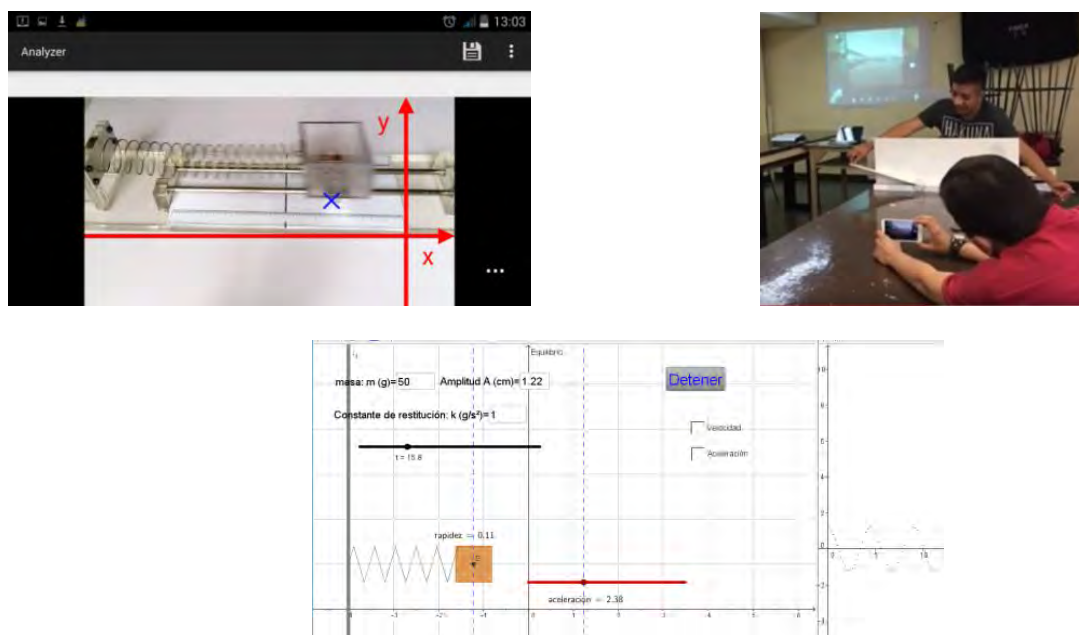 13:03
Analyzer
y
x
...
HAKUNA
Equilibrio
masa: m (g)= 50 Amplitud A (cm)= 1.22
Detener
Constante de restitución: k (g/s²)= 1
Velocidad
Aceleración
t = 15.8
rapidez = 0.11
aceleración = 2.38